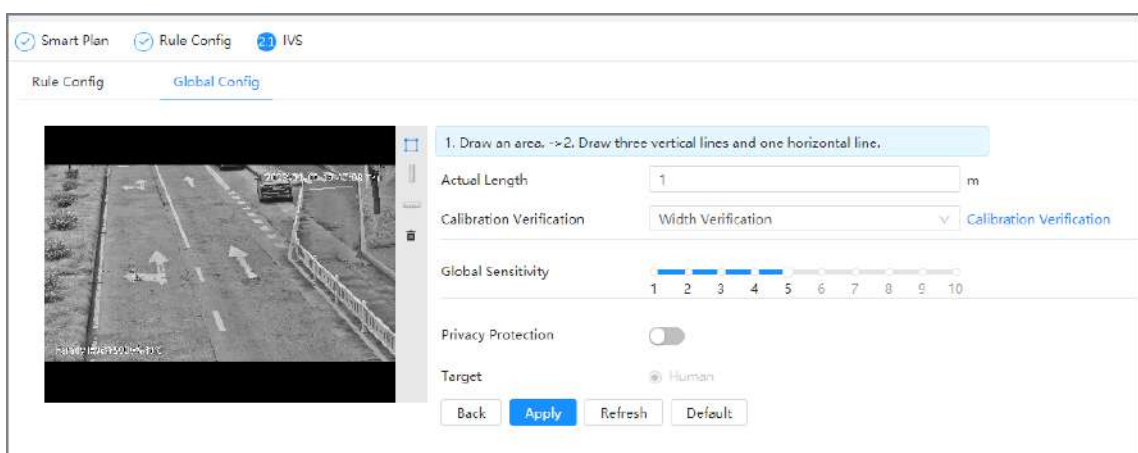 Smart Plan Rule Config 2.1 IVS
Rule Config Global Config
1. Draw an area. ->2. Draw three vertical lines and one horizontal line.
Actual Length 1 m
Calibration Verification Width Verification Calibration Verification
Global Sensitivity
1 2 3 4 5 6 7 8 9 10
Privacy Protection
Target Human
Back Apply Refresh Default